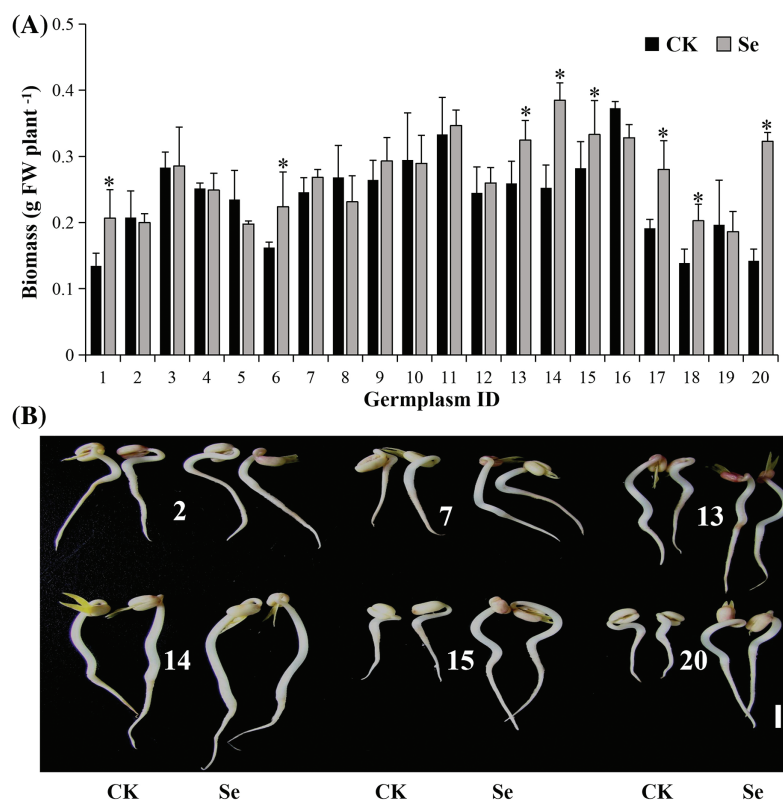 (A)
0.5
0.4
0.3
0.2
0.1
0
Biomass (g FW plant ⁻¹)
CK Se
* * * * * * * *
1 2 3 4 5 6 7 8 9 10 11 12 13 14 15 16 17 18 19 20
Germplasm ID
(B)
2 7 13
14 15 20
CK Se CK Se CK Se